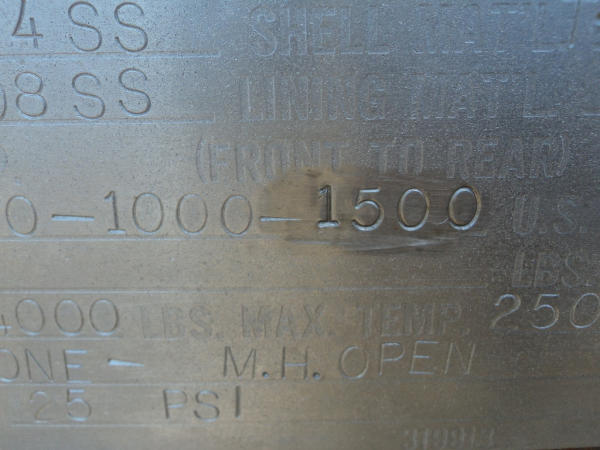 4 SS SHELL MAT'L.
08 SS LINING MAT'L.
(FRONT TO REAR)
0-1000-1500 U.S.
LBS.
4000 LBS. MAX. TEMP 250
ONE - M.H. OPEN
25 PSI
319913